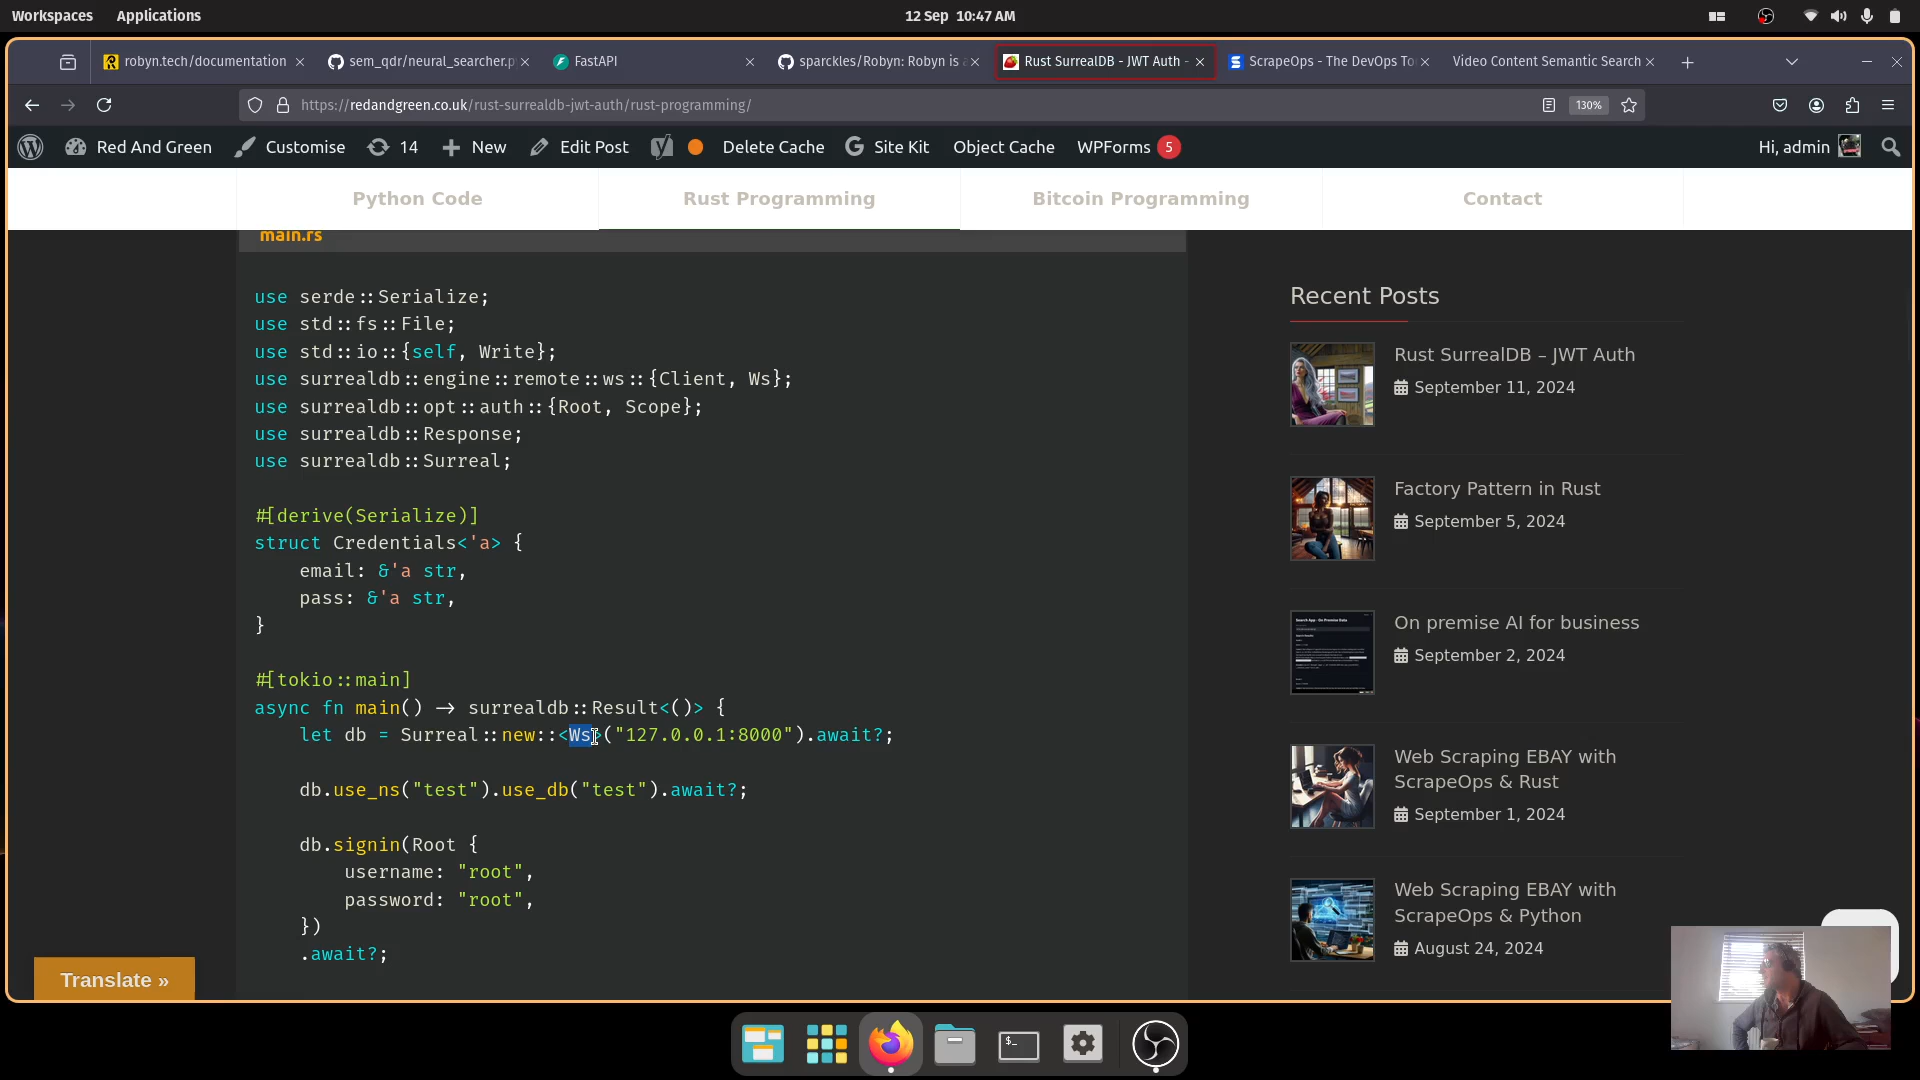 Workspaces Applications 12 Sep 10:47 AM
robyn.tech/documentation sem_qdr/neural_searcher.p FastAPI sparckles/Robyn: Robyn is a Rust SurrealDB - JWT Auth - ScrapeOps - The DevOps To Video Content Semantic Search
https://redandgreen.co.uk/rust-surrealdb-jwt-auth/rust-programming/ 130%
Red And Green Customise 14 New Edit Post Delete Cache Site Kit Object Cache WPForms 5 Hi, admin
Python Code Rust Programming Bitcoin Programming Contact
main.rs
use serde::Serialize;
use std::fs::File;
use std::io::{self, Write};
use surrealdb::engine::remote::ws::{Client, Ws};
use surrealdb::opt::auth::{Root, Scope};
use surrealdb::Response;
use surrealdb::Surreal;
#[derive(Serialize)]
struct Credentials<'a> {
email: &'a str,
pass: &'a str,
}
#[tokio::main]
async fn main() -> surrealdb::Result<()> {
let db = Surreal::new::<Ws>("127.0.0.1:8000").await?;
db.use_ns("test").use_db("test").await?;
db.signin(Root {
username: "root",
password: "root",
})
.await?;
Translate »
Recent Posts
Rust SurrealDB – JWT Auth
September 11, 2024
Factory Pattern in Rust
September 5, 2024
On premise AI for business
September 2, 2024
Web Scraping EBAY with
ScrapeOps & Rust
September 1, 2024
Web Scraping EBAY with
ScrapeOps & Python
August 24, 2024